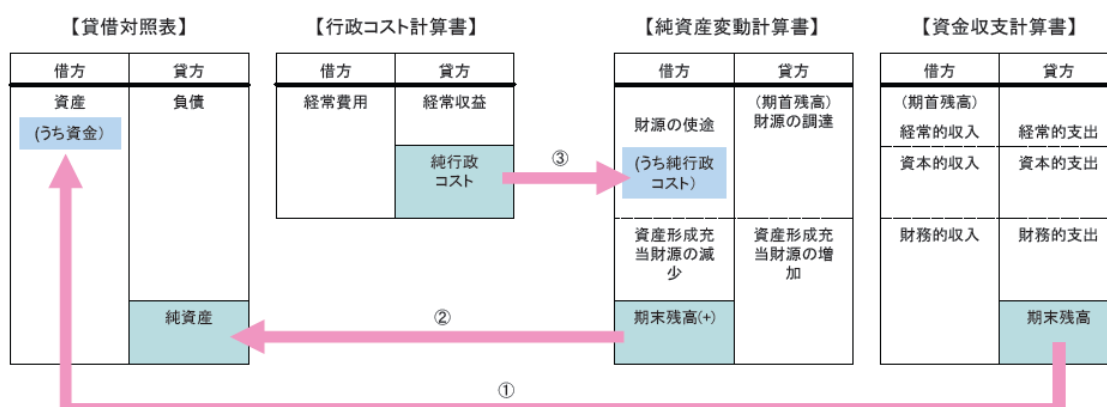 【貸借対照表】
借方
貸方
資産
(うち資金)
負債
純資産
【行政コスト計算書】
借方
貸方
経常費用
経常収益
純行政
コスト
③
【純資産変動計算書】
借方
貸方
財源の使途
(うち純行政
コスト)
(期首残高)
財源の調達
資産形成充
当財源の減
少
資産形成充
当財源の増
加
期末残高(+)
②
【資金収支計算書】
借方
貸方
(期首残高)
経常的収入
経常的支出
資本的収入
資本的支出
財務的収入
財務的支出
期末残高
①